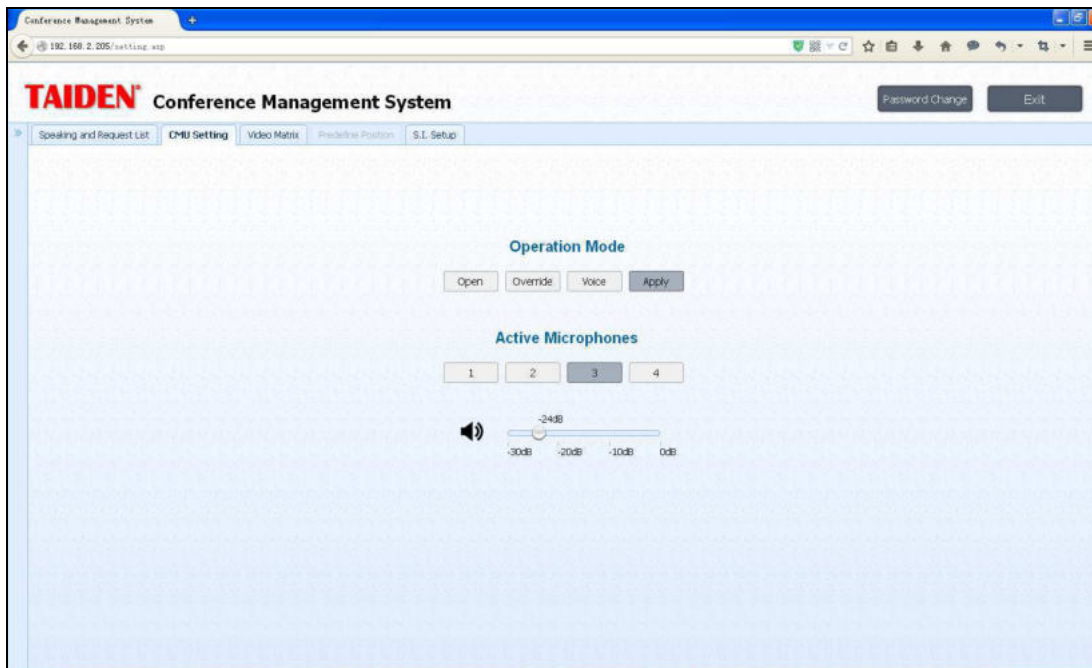 Conference Management System
192.168.2.205/setting.asp
TAIDEN® Conference Management System
Password Change
Exit
Speaking and Request List
CMU Setting
Video Matrix
Predefine Position
S.I. Setup
Operation Mode
Open
Override
Voice
Apply
Active Microphones
1
2
3
4
-24dB
-30dB
-20dB
-10dB
0dB